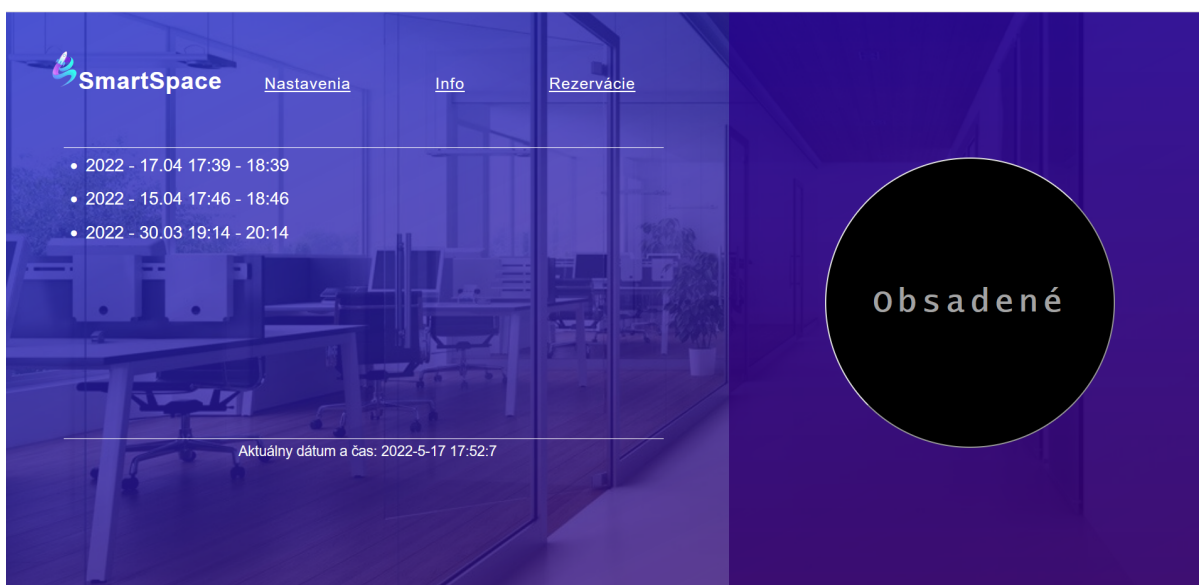 SmartSpace Nastavenia Info Rezervácie
2022 - 17.04 17:39 - 18:39
2022 - 15.04 17:46 - 18:46
2022 - 30.03 19:14 - 20:14
Obsadené
Aktuálny dátum a čas: 2022-5-17 17:52:7